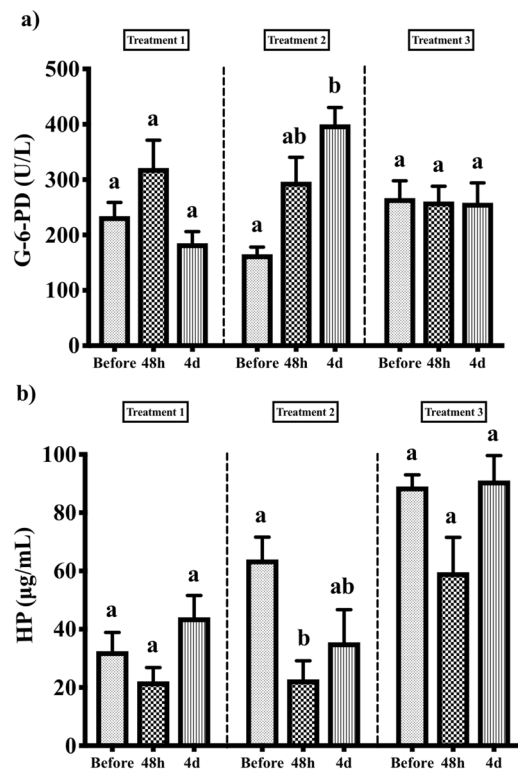 a)
Treatment 1 Treatment 2 Treatment 3
G-6-PD (U/L)
500
400
300
200
100
0
a a a
a ab b
a a a
Before 48h 4d Before 48h 4d Before 48h 4d
b)
Treatment 1 Treatment 2 Treatment 3
HP (µg/mL)
100
80
60
40
20
0
a a a
a b ab
a a a
Before 48h 4d Before 48h 4d Before 48h 4d